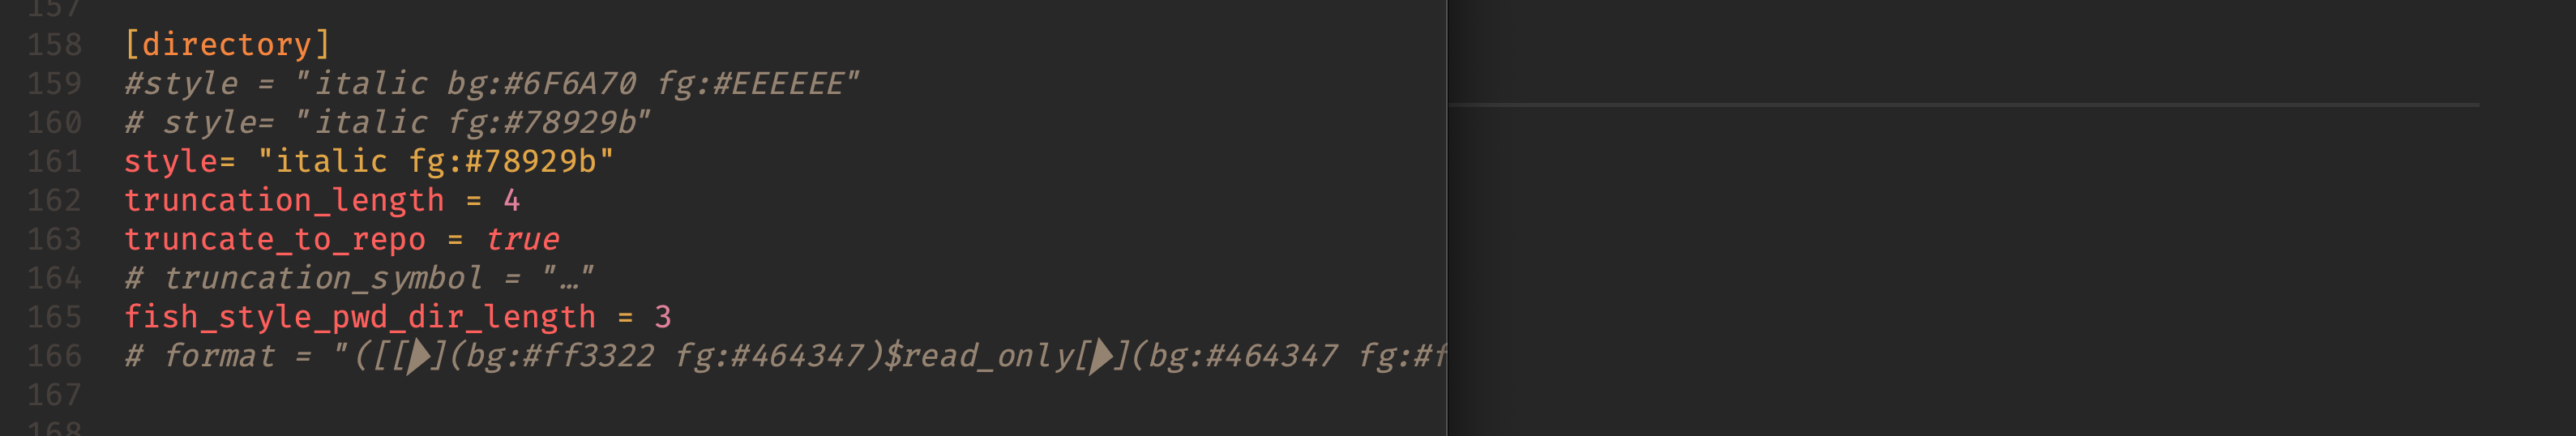 157
158 [directory]
159 #style = "italic bg:#6F6A70 fg:#EEEEEE"
160 # style= "italic fg:#78929b"
161 style= "italic fg:#78929b"
162 truncation_length = 4
163 truncate_to_repo = true
164 # truncation_symbol = "…"
165 fish_style_pwd_dir_length = 3
166 # format = "([[](bg:#ff3322 fg:#464347)$read_only[](bg:#464347 fg:#f
167
168